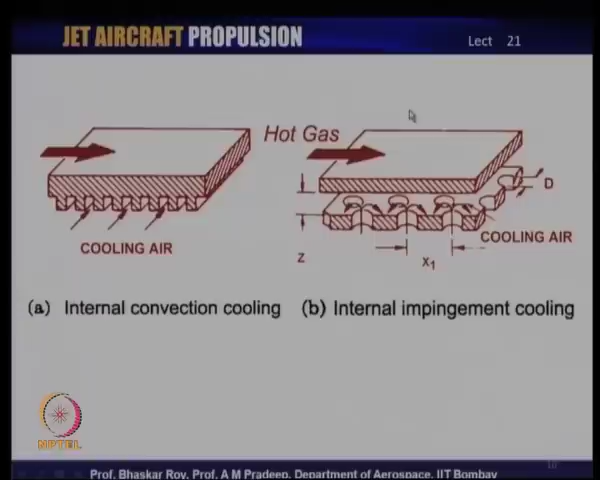 JET AIRCRAFT PROPULSION
Lect 21
Hot Gas
D
COOLING AIR
COOLING AIR
Z
X1
(a) Internal convection cooling
(b) Internal impingement cooling
NPTEL
Prof. Bhaskar Roy, Prof. A M Pradeep, Department of Aerospace, IIT Bombay